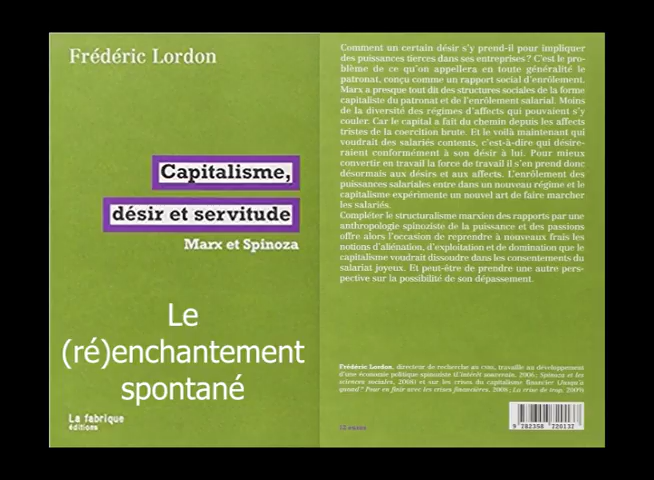 Frédéric Lordon
Capitalisme,
désir et servitude
Marx et Spinoza
Le
(ré)enchantement
spontané
La fabrique
éditions
Comment un certain désir s'y prend-il pour impliquer
des puissances tierces dans ses entreprises ? C'est le pro-
blème de ce qu'on appellera en toute généralité le
patronat, conçu comme un rapport social d'enrôlement.
Marx a presque tout dit des structures sociales de la forme
capitaliste du patronat et de l'enrôlement salarial. Moins
de la diversité des régimes d'affects qui pouvaient s'y
couler. Car le capital a fait du chemin depuis les affects
tristes de la coercition brute. Et le voilà maintenant qui
voudrait des salariés contents, c'est-à-dire qui désire-
raient conformément à son désir à lui. Pour mieux
convertir en travail la force de travail il s'en prend donc
désormais aux désirs et aux affects. L'enrôlement des
puissances salariales entre dans un nouveau régime et le
capitalisme expérimente un nouvel art de faire marcher
les salariés.
Compléter le structuralisme marxien des rapports par une
anthropologie spinoziste de la puissance et des passions
offre alors l'occasion de reprendre à nouveaux frais les
notions d'aliénation, d'exploitation et de domination que le
capitalisme voudrait dissoudre dans les consentements du
salariat joyeux. Et peut-être de prendre une autre pers-
pective sur la possibilité de son dépassement.
Frédéric Lordon, directeur de recherche au CNRS, travaille au développement
d'une économie politique spinoziste (L'Intérêt souverain, 2006; Spinoza et les
sciences sociales, 2008) et sur les crises du capitalisme financier (Jusqu'à
quand ? Pour en finir avec les crises financières, 2008; La crise de trop, 2009)
12 euros
9 782358 720137